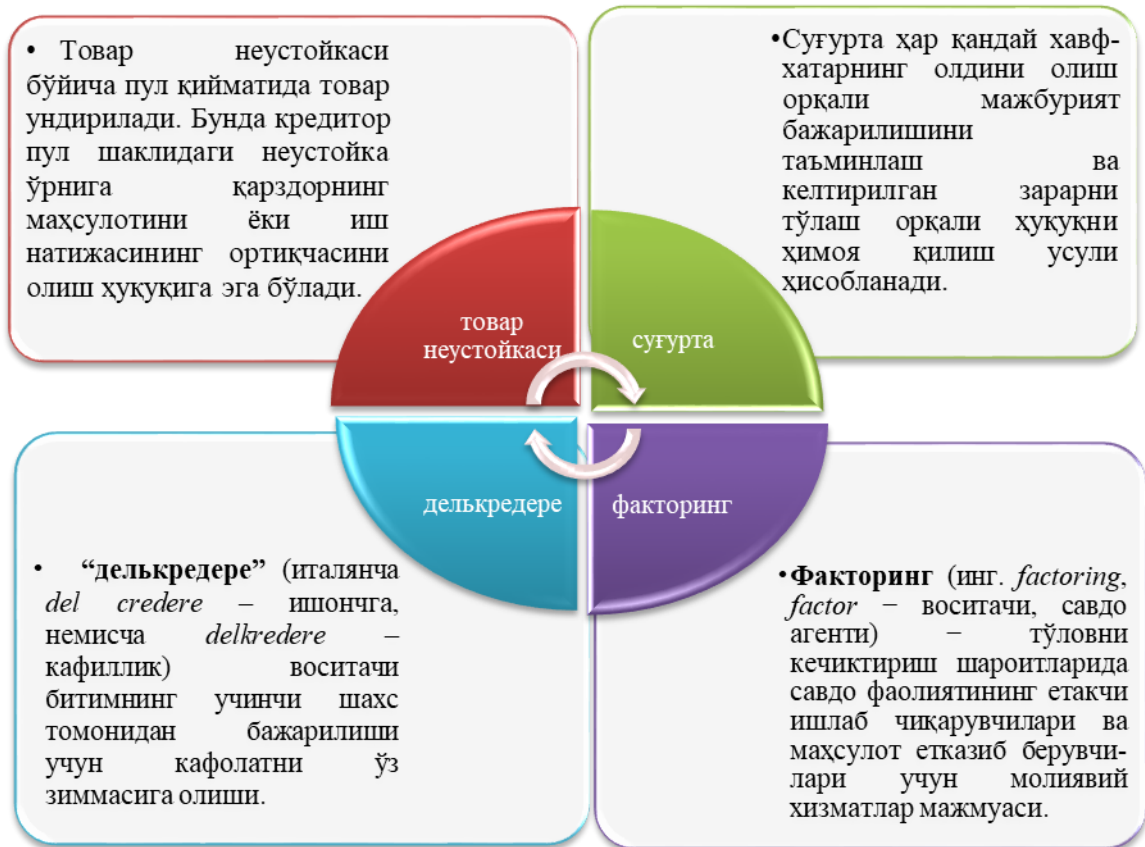 • Товар неустойкаси
бўйича пул қийматида товар
ундирилади. Бунда кредитор
пул шаклидаги неустойка
ўрнига қарздорнинг
маҳсулотини ёки иш
натижасининг ортиқчасини
олиш ҳуқуқига эга бўлади.
•Суғурта ҳар қандай хавф-
хатарнинг олдини олиш
орқали мажбурият
бажарилишини
таъминлаш ва
келтирилган зарарни
тўлаш орқали ҳуқуқни
ҳимоя қилиш усули
ҳисобланади.
товар
неустойкаси
суғурта
делькредере
факторинг
• “делькредере” (италянча
del credere – ишончга,
немисча delkredere –
кафиллик) воситачи
битимнинг учинчи шахс
томонидан бажарилиши
учун кафолатни ўз
зиммасига олиши.
•Факторинг (инг. factoring,
factor − воситачи, савдо
агенти) − тўловни
кечиктириш шароитларида
савдо фаолиятининг етакчи
ишлаб чиқарувчилари ва
маҳсулот етказиб берувчи-
лари учун молиявий
хизматлар мажмуаси.